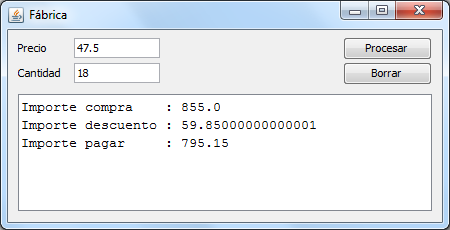 Fábrica
Precio 47.5 Procesar
Cantidad 18 Borrar
Importe compra    : 855.0
Importe descuento : 59.85000000000001
Importe pagar     : 795.15